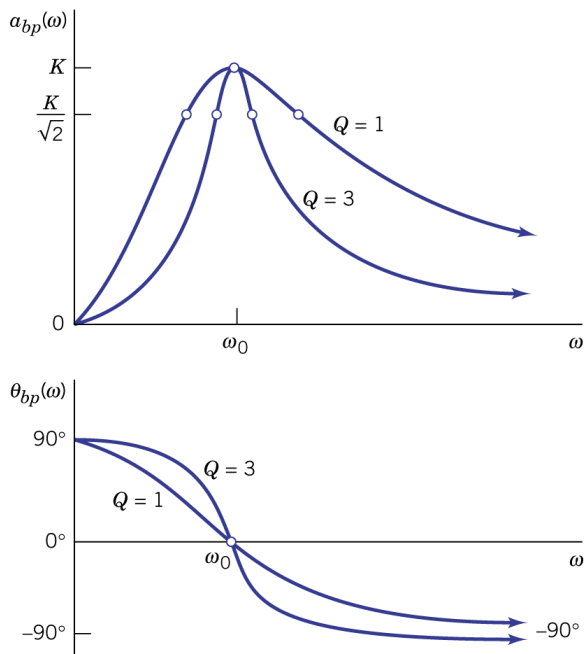 a_bp(ω)
K
K/√2
Q = 1
Q = 3
0
ω₀
ω
θ_bp(ω)
90°
Q = 3
Q = 1
0°
ω₀
ω
–90°
–90°